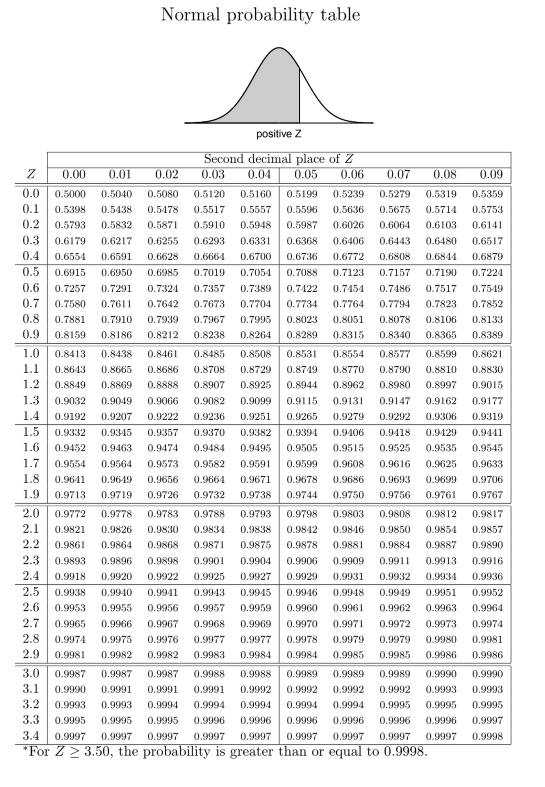 Normal probability table
positive Z
Second decimal place of Z
Z 0.00 0.01 0.02 0.03 0.04 0.05 0.06 0.07 0.08 0.09
0.0 0.5000 0.5040 0.5080 0.5120 0.5160 0.5199 0.5239 0.5279 0.5319 0.5359
0.1 0.5398 0.5438 0.5478 0.5517 0.5557 0.5596 0.5636 0.5675 0.5714 0.5753
0.2 0.5793 0.5832 0.5871 0.5910 0.5948 0.5987 0.6026 0.6064 0.6103 0.6141
0.3 0.6179 0.6217 0.6255 0.6293 0.6331 0.6368 0.6406 0.6443 0.6480 0.6517
0.4 0.6554 0.6591 0.6628 0.6664 0.6700 0.6736 0.6772 0.6808 0.6844 0.6879
0.5 0.6915 0.6950 0.6985 0.7019 0.7054 0.7088 0.7123 0.7157 0.7190 0.7224
0.6 0.7257 0.7291 0.7324 0.7357 0.7389 0.7422 0.7454 0.7486 0.7517 0.7549
0.7 0.7580 0.7611 0.7642 0.7673 0.7704 0.7734 0.7764 0.7794 0.7823 0.7852
0.8 0.7881 0.7910 0.7939 0.7967 0.7995 0.8023 0.8051 0.8078 0.8106 0.8133
0.9 0.8159 0.8186 0.8212 0.8238 0.8264 0.8289 0.8315 0.8340 0.8365 0.8389
1.0 0.8413 0.8438 0.8461 0.8485 0.8508 0.8531 0.8554 0.8577 0.8599 0.8621
1.1 0.8643 0.8665 0.8686 0.8708 0.8729 0.8749 0.8770 0.8790 0.8810 0.8830
1.2 0.8849 0.8869 0.8888 0.8907 0.8925 0.8944 0.8962 0.8980 0.8997 0.9015
1.3 0.9032 0.9049 0.9066 0.9082 0.9099 0.9115 0.9131 0.9147 0.9162 0.9177
1.4 0.9192 0.9207 0.9222 0.9236 0.9251 0.9265 0.9279 0.9292 0.9306 0.9319
1.5 0.9332 0.9345 0.9357 0.9370 0.9382 0.9394 0.9406 0.9418 0.9429 0.9441
1.6 0.9452 0.9463 0.9474 0.9484 0.9495 0.9505 0.9515 0.9525 0.9535 0.9545
1.7 0.9554 0.9564 0.9573 0.9582 0.9591 0.9599 0.9608 0.9616 0.9625 0.9633
1.8 0.9641 0.9649 0.9656 0.9664 0.9671 0.9678 0.9686 0.9693 0.9699 0.9706
1.9 0.9713 0.9719 0.9726 0.9732 0.9738 0.9744 0.9750 0.9756 0.9761 0.9767
2.0 0.9772 0.9778 0.9783 0.9788 0.9793 0.9798 0.9803 0.9808 0.9812 0.9817
2.1 0.9821 0.9826 0.9830 0.9834 0.9838 0.9842 0.9846 0.9850 0.9854 0.9857
2.2 0.9861 0.9864 0.9868 0.9871 0.9875 0.9878 0.9881 0.9884 0.9887 0.9890
2.3 0.9893 0.9896 0.9898 0.9901 0.9904 0.9906 0.9909 0.9911 0.9913 0.9916
2.4 0.9918 0.9920 0.9922 0.9925 0.9927 0.9929 0.9931 0.9932 0.9934 0.9936
2.5 0.9938 0.9940 0.9941 0.9943 0.9945 0.9946 0.9948 0.9949 0.9951 0.9952
2.6 0.9953 0.9955 0.9956 0.9957 0.9959 0.9960 0.9961 0.9962 0.9963 0.9964
2.7 0.9965 0.9966 0.9967 0.9968 0.9969 0.9970 0.9971 0.9972 0.9973 0.9974
2.8 0.9974 0.9975 0.9976 0.9977 0.9977 0.9978 0.9979 0.9979 0.9980 0.9981
2.9 0.9981 0.9982 0.9982 0.9983 0.9984 0.9984 0.9985 0.9985 0.9986 0.9986
3.0 0.9987 0.9987 0.9987 0.9988 0.9988 0.9989 0.9989 0.9989 0.9990 0.9990
3.1 0.9990 0.9991 0.9991 0.9991 0.9992 0.9992 0.9992 0.9992 0.9993 0.9993
3.2 0.9993 0.9993 0.9994 0.9994 0.9994 0.9994 0.9994 0.9995 0.9995 0.9995
3.3 0.9995 0.9995 0.9995 0.9996 0.9996 0.9996 0.9996 0.9996 0.9996 0.9997
3.4 0.9997 0.9997 0.9997 0.9997 0.9997 0.9997 0.9997 0.9997 0.9997 0.9998
*For Z ≥ 3.50, the probability is greater than or equal to 0.9998.